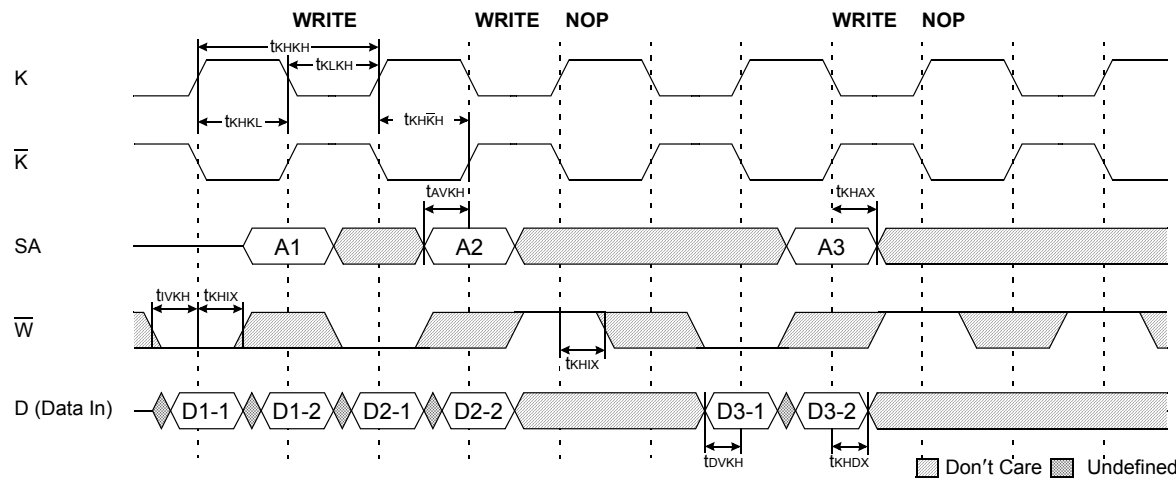 WRITE WRITE NOP WRITE NOP
tKHKH
tKLKH
K
tKHKL tKHK̅H
K̅
tAVKH tKHAX
SA A1 A2 A3
tIVKH tKHIX
W̅
tKHIX
D (Data In) D1-1 D1-2 D2-1 D2-2 D3-1 D3-2
tDVKH tKHDX
Don't Care Undefined